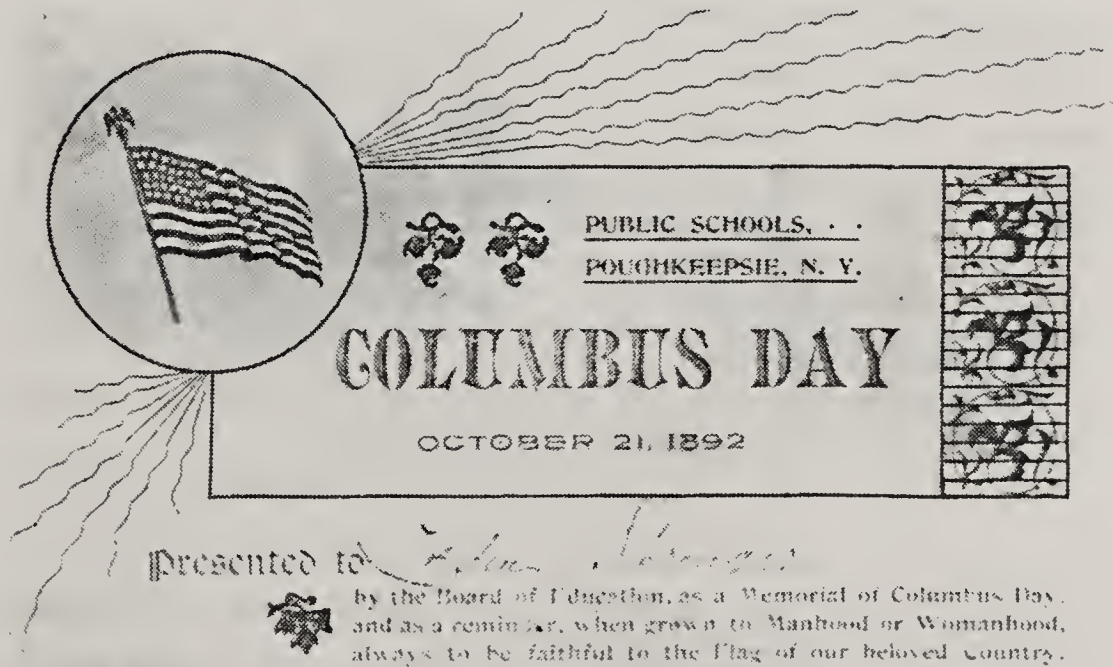 PUBLIC SCHOOLS, . .
POUGHKEEPSIE, N. Y.
COLUMBUS DAY
OCTOBER 21, 1892
Presented to
by the Board of Education, as a Memorial of Columbus Day,
and as a reminder, when grown to Manhood or Womanhood,
always to be faithful to the Flag of our beloved Country.